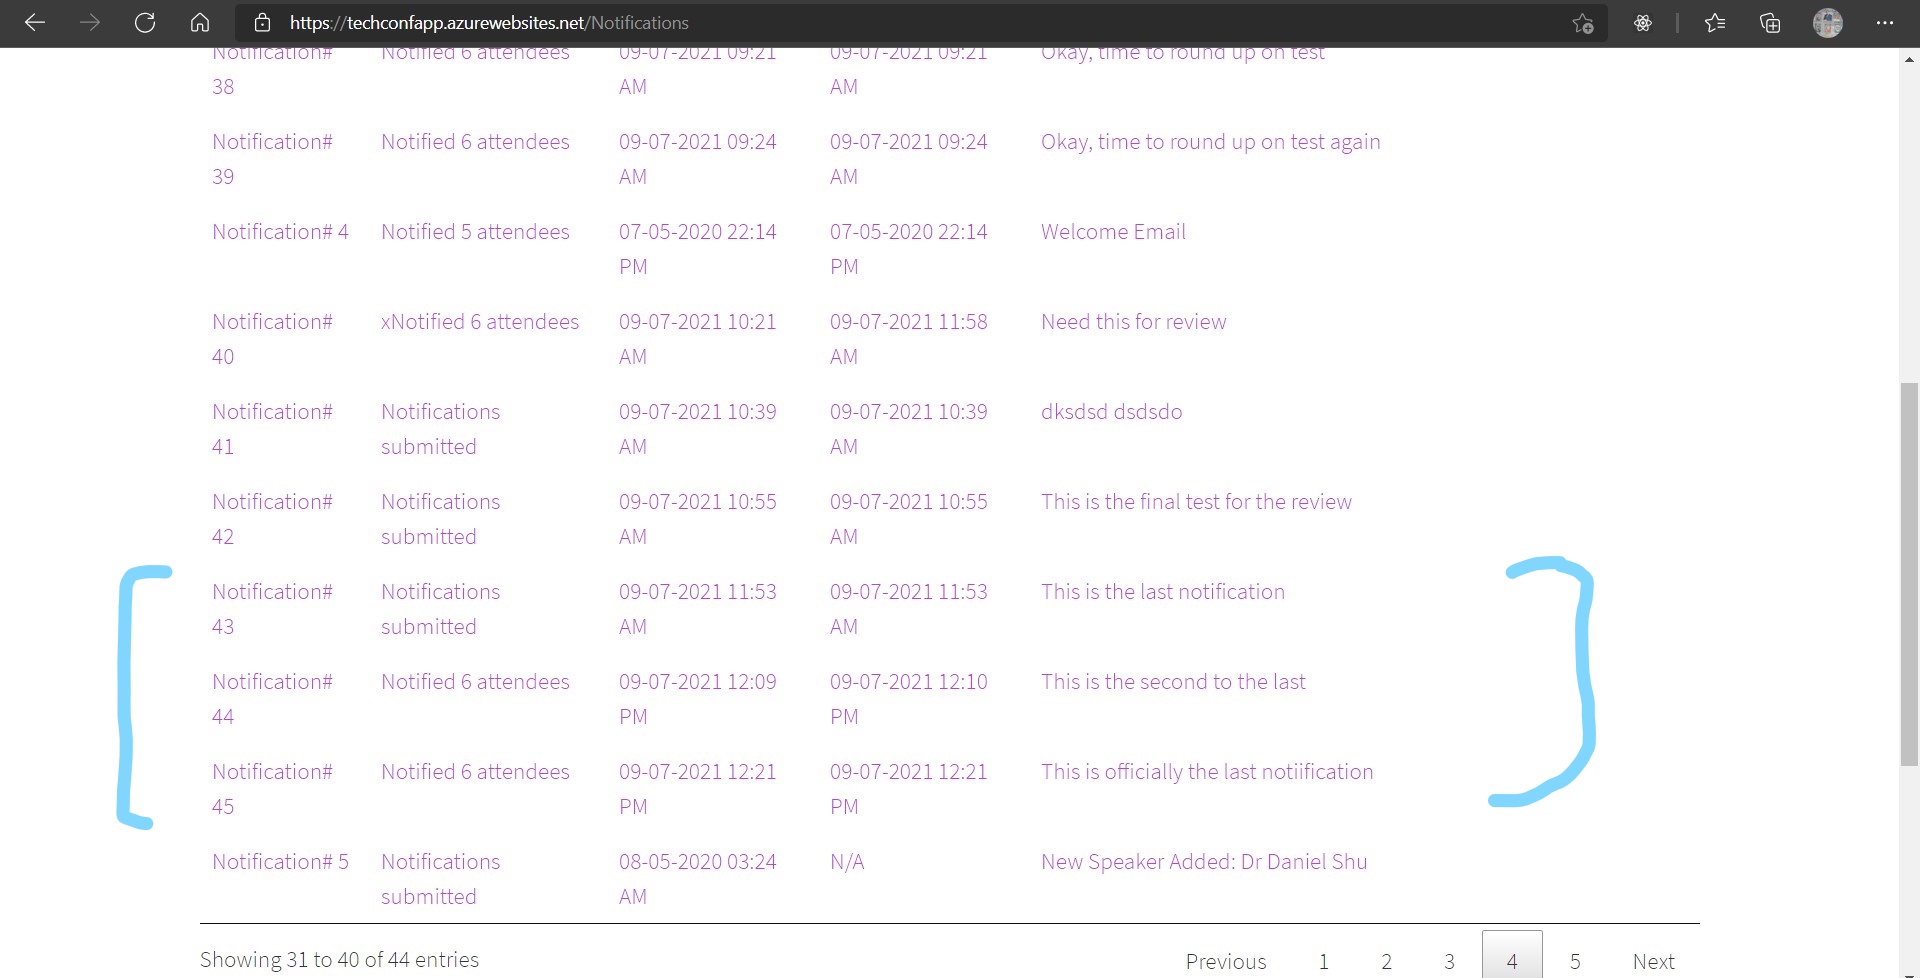 https://techconfapp.azurewebsites.net/Notifications
Notification# Notified 6 attendees 09-07-2021 09:21 09-07-2021 09:21 Okay, time to round up on test
38 AM AM
Notification# Notified 6 attendees 09-07-2021 09:24 09-07-2021 09:24 Okay, time to round up on test again
39 AM AM
Notification# 4 Notified 5 attendees 07-05-2020 22:14 07-05-2020 22:14 Welcome Email
PM PM
Notification# xNotified 6 attendees 09-07-2021 10:21 09-07-2021 11:58 Need this for review
40 AM AM
Notification# Notifications 09-07-2021 10:39 09-07-2021 10:39 dksdsd dsdsdo
41 submitted AM AM
Notification# Notifications 09-07-2021 10:55 09-07-2021 10:55 This is the final test for the review
42 submitted AM AM
Notification# Notifications 09-07-2021 11:53 09-07-2021 11:53 This is the last notification
43 submitted AM AM
Notification# Notified 6 attendees 09-07-2021 12:09 09-07-2021 12:10 This is the second to the last
44 PM PM
Notification# Notified 6 attendees 09-07-2021 12:21 09-07-2021 12:21 This is officially the last notiification
45 PM PM
Notification# 5 Notifications 08-05-2020 03:24 N/A New Speaker Added: Dr Daniel Shu
submitted AM
Showing 31 to 40 of 44 entries Previous 1 2 3 4 5 Next